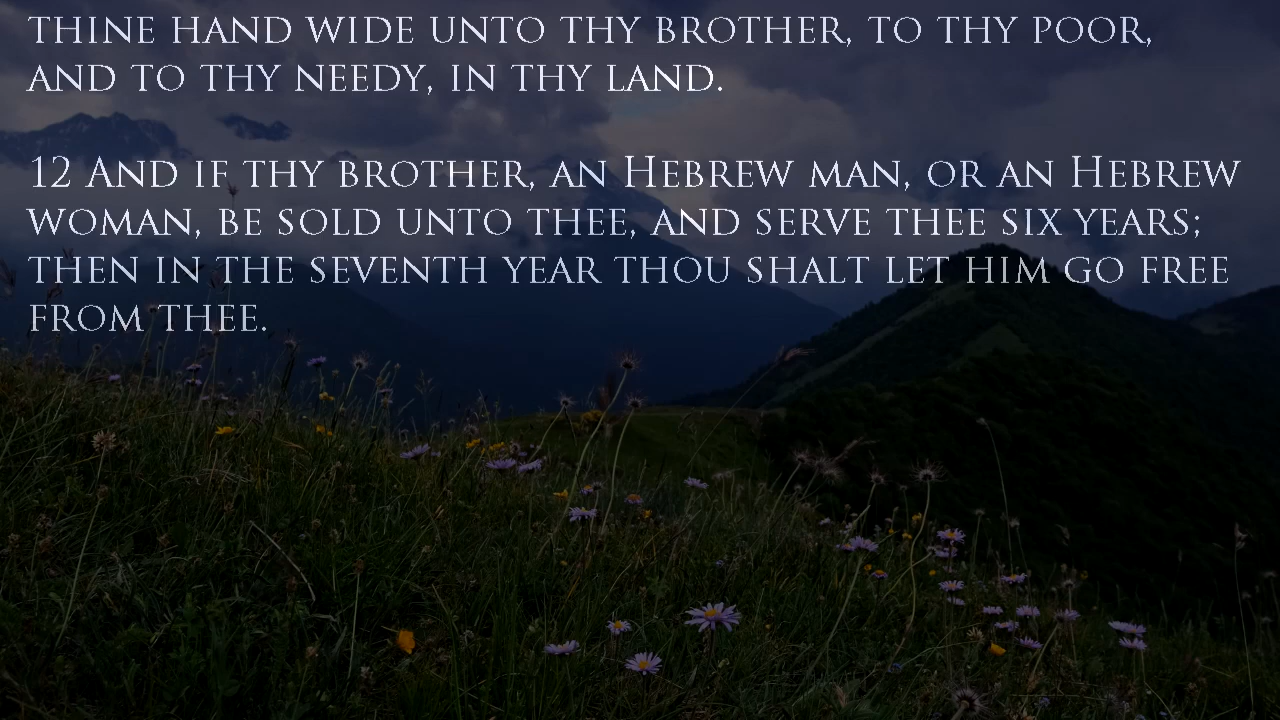 THINE HAND WIDE UNTO THY BROTHER, TO THY POOR,
AND TO THY NEEDY, IN THY LAND.
12 AND IF THY BROTHER, AN HEBREW MAN, OR AN HEBREW
WOMAN, BE SOLD UNTO THEE, AND SERVE THEE SIX YEARS;
THEN IN THE SEVENTH YEAR THOU SHALT LET HIM GO FREE
FROM THEE.